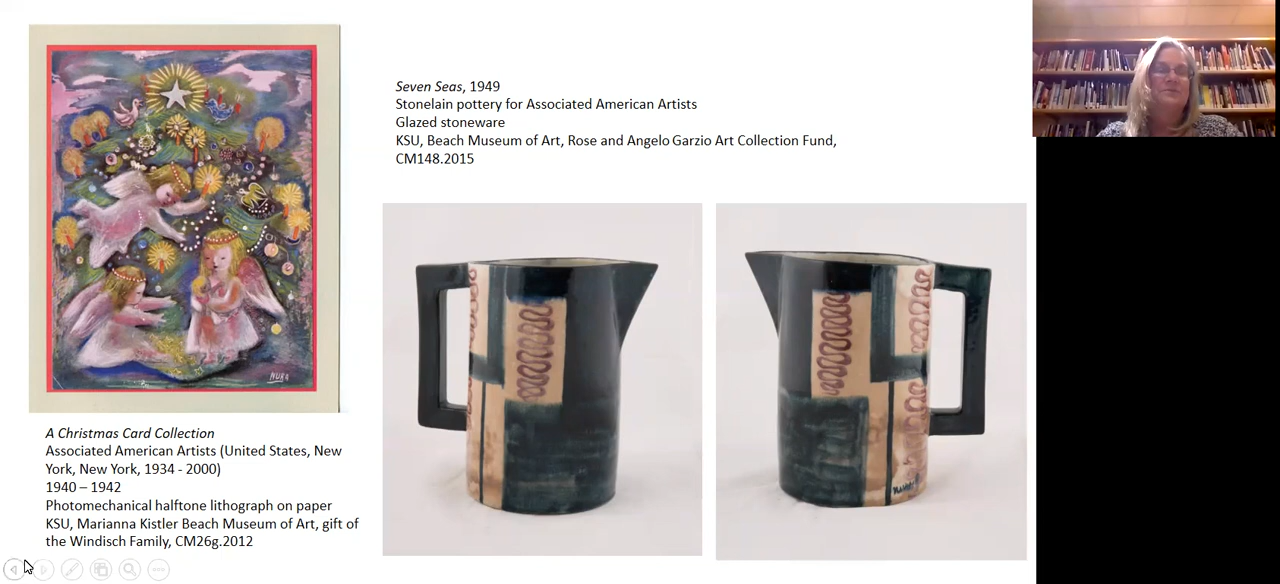 Seven Seas, 1949
Stonelain pottery for Associated American Artists
Glazed stoneware
KSU, Beach Museum of Art, Rose and Angelo Garzio Art Collection Fund,
CM148.2015
NURA
A Christmas Card Collection
Associated American Artists (United States, New
York, New York, 1934 - 2000)
1940 – 1942
Photomechanical halftone lithograph on paper
KSU, Marianna Kistler Beach Museum of Art, gift of
the Windisch Family, CM26g.2012